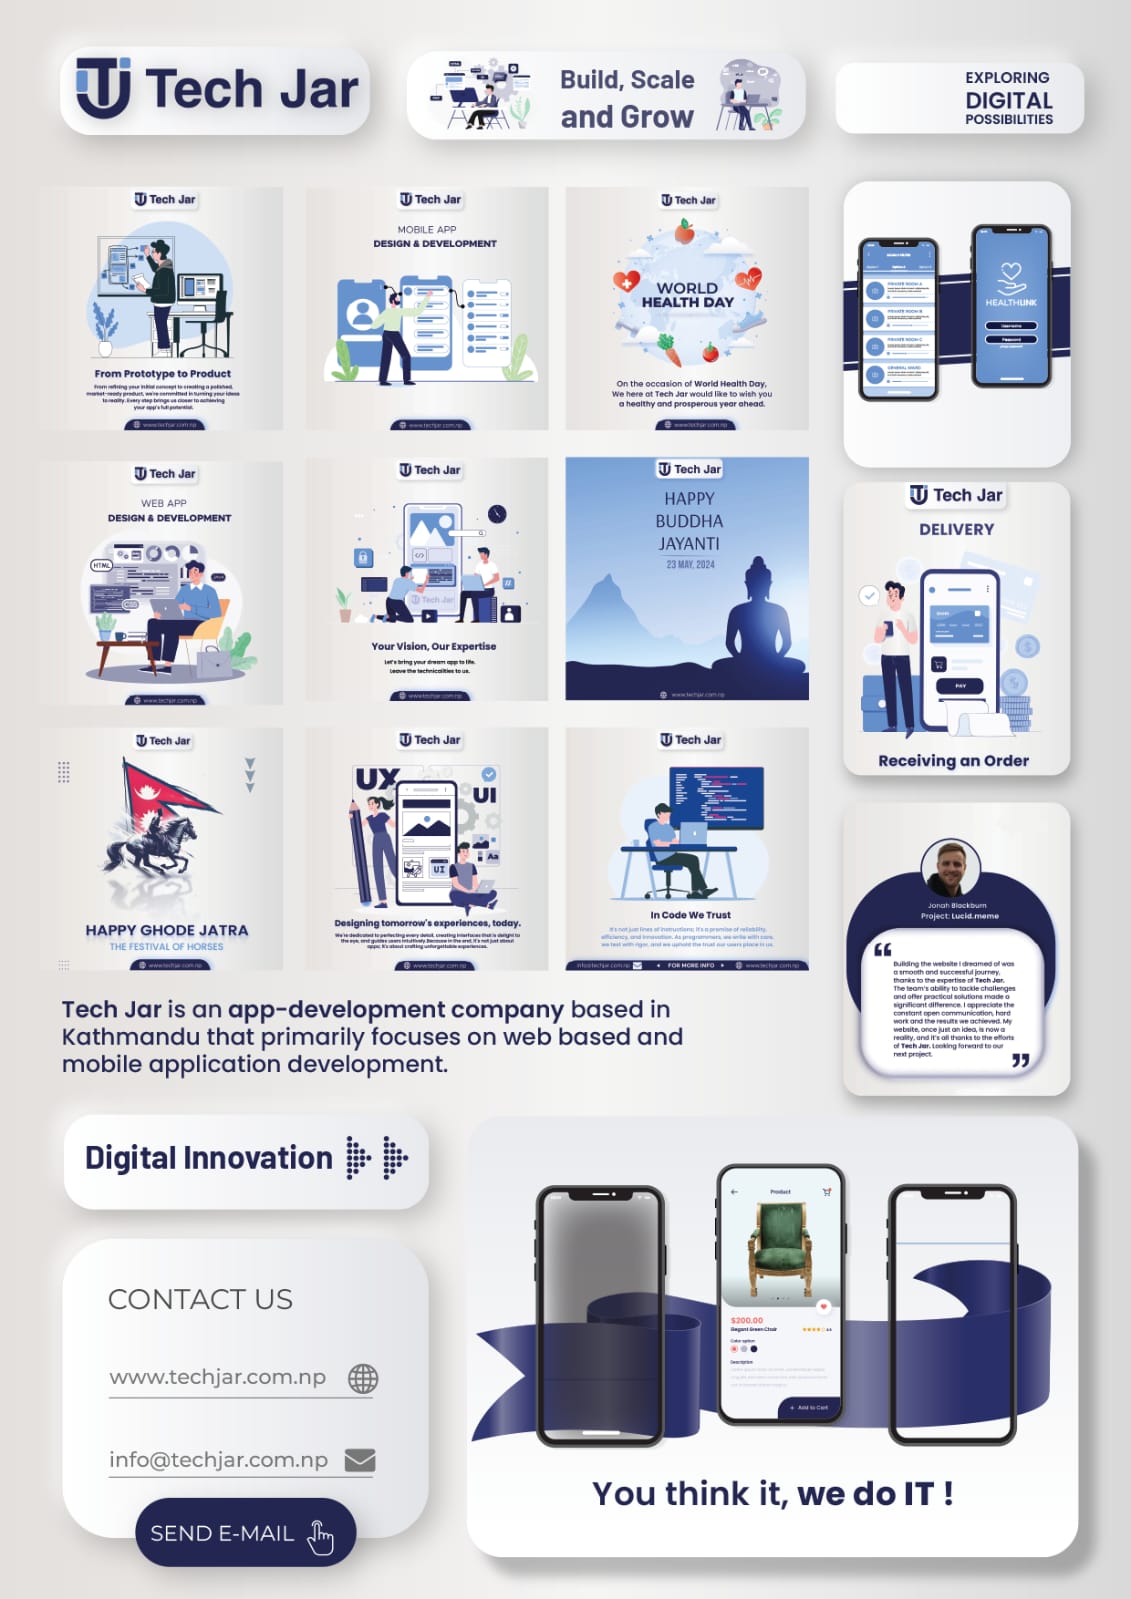 Tech Jar
Build, Scale
and Grow
EXPLORING
DIGITAL
POSSIBILITIES
Tech Jar
From Prototype to Product
From refining your initial concept to creating a polished,
market-ready product, we're committed in turning your ideas
to reality. Every step brings us closer to achieving
your app's full potential.
www.techjar.com.np
Tech Jar
MOBILE APP
DESIGN & DEVELOPMENT
www.techjar.com.np
Tech Jar
WORLD
HEALTH DAY
On the occasion of World Health Day,
We here at Tech Jar would like to wish you
a healthy and prosperous year ahead.
www.techjar.com.np
PRIVATE ROOM A
PRIVATE ROOM B
PRIVATE ROOM C
GENERAL WARD
HEALTHLINK
Username
Password
Tech Jar
WEB APP
DESIGN & DEVELOPMENT
HTML
CSS
www.techjar.com.np
Tech Jar
Tech Jar
Your Vision, Our Expertise
Let's bring your dream app to life.
Leave the technicalities to us.
www.techjar.com.np
Tech Jar
HAPPY
BUDDHA
JAYANTI
23 MAY, 2024
www.techjar.com.np
Tech Jar
DELIVERY
PAY
Receiving an Order
Tech Jar
HAPPY GHODE JATRA
THE FESTIVAL OF HORSES
www.techjar.com.np
Tech Jar
UX
UI
Aa
UI
Designing tomorrow's experiences, today.
We're dedicated to perfecting every detail, creating interfaces that is delight to
the eye, and guides users intuitively. Because in the end, it's not just about
apps; it's about crafting unforgettable experiences.
www.techjar.com.np
Tech Jar
In Code We Trust
It's not just lines of instructions; it's a promise of reliability,
efficiency, and innovation. As programmers, we write with care,
we test with rigor, and we uphold the trust our users place in us.
info@techjar.com.np
FOR MORE INFO
www.techjar.com.np
Jonah Blackburn
Project: Lucid.meme
Building the website I dreamed of was
a smooth and successful journey,
thanks to the expertise of Tech Jar.
The team's ability to tackle challenges
and offer practical solutions made a
significant difference. I appreciate the
constant open communication, hard
work and the results we achieved. My
website, once just an idea, is now a
reality, and it's all thanks to the efforts
of Tech Jar. Looking forward to our
next project.
Tech Jar is an app-development company based in
Kathmandu that primarily focuses on web based and
mobile application development.
Digital Innovation
CONTACT US
www.techjar.com.np
info@techjar.com.np
SEND E-MAIL
Product
$200.00
Elegant Green Chair
Color option
Description
+ Add to Cart
You think it, we do IT !